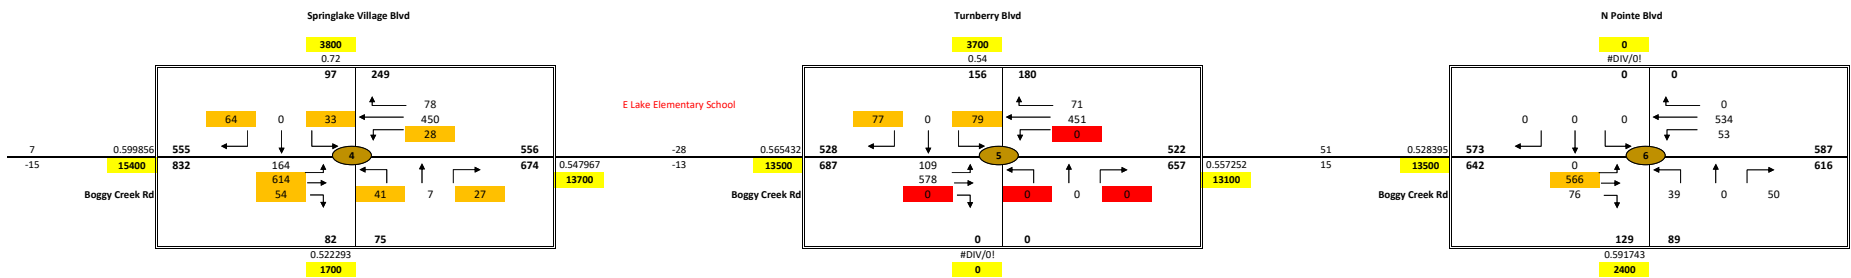 Springlake Village Blvd
Turnberry Blvd
N Pointe Blvd
3800
3700
0
0.72
0.54
#DIV/0!
97 249
156 180
0 0
78
71
0
E Lake Elementary School
64 0 33 450
77 0 79 451
0 0 0 534
28
0
53
7 0.599856 555 556 -28 0.565432 528 522 51 0.528395 573 587
4
5
6
-15 15400 832 164 674 0.547967 -13 13500 687 109 657 0.557252 15 13500 642 0 616
614 13700
578 13100
566
Boggy Creek Rd 54 41 7 27
Boggy Creek Rd 0 0 0 0
Boggy Creek Rd 76 39 0 50
82 75
0 0
129 89
0.522293
#DIV/0!
0.591743
1700
0
2400